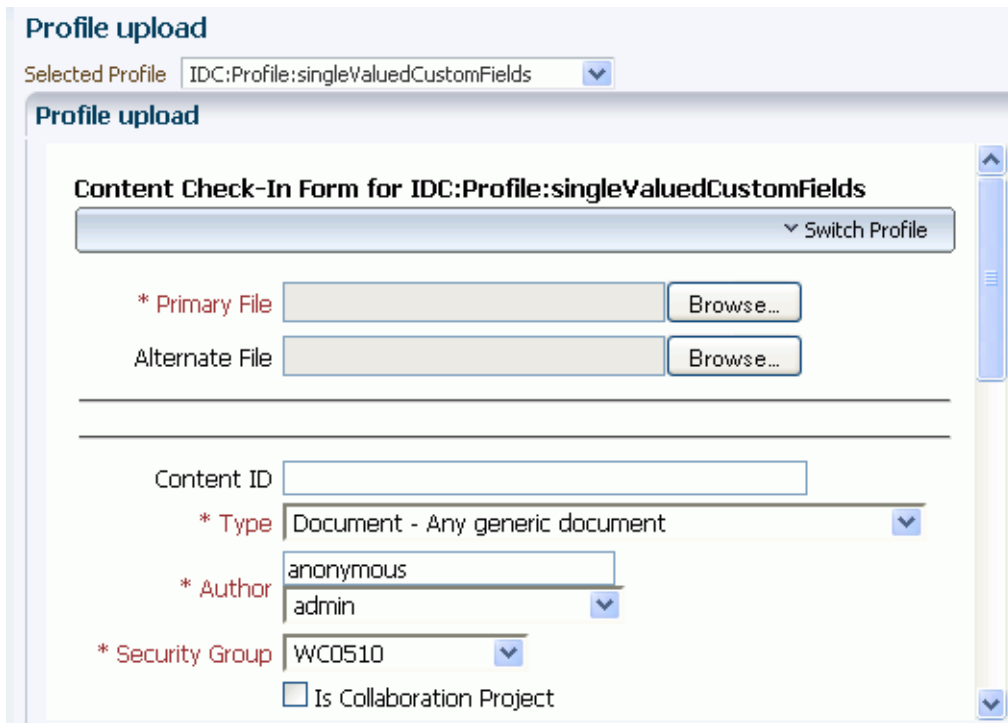 Profile upload
Selected Profile IDC:Profile:singleValuedCustomFields
Profile upload
Content Check-In Form for IDC:Profile:singleValuedCustomFields
Switch Profile
* Primary File Browse...
Alternate File Browse...
Content ID
* Type Document - Any generic document
anonymous
* Author
admin
* Security Group WC0510
Is Collaboration Project